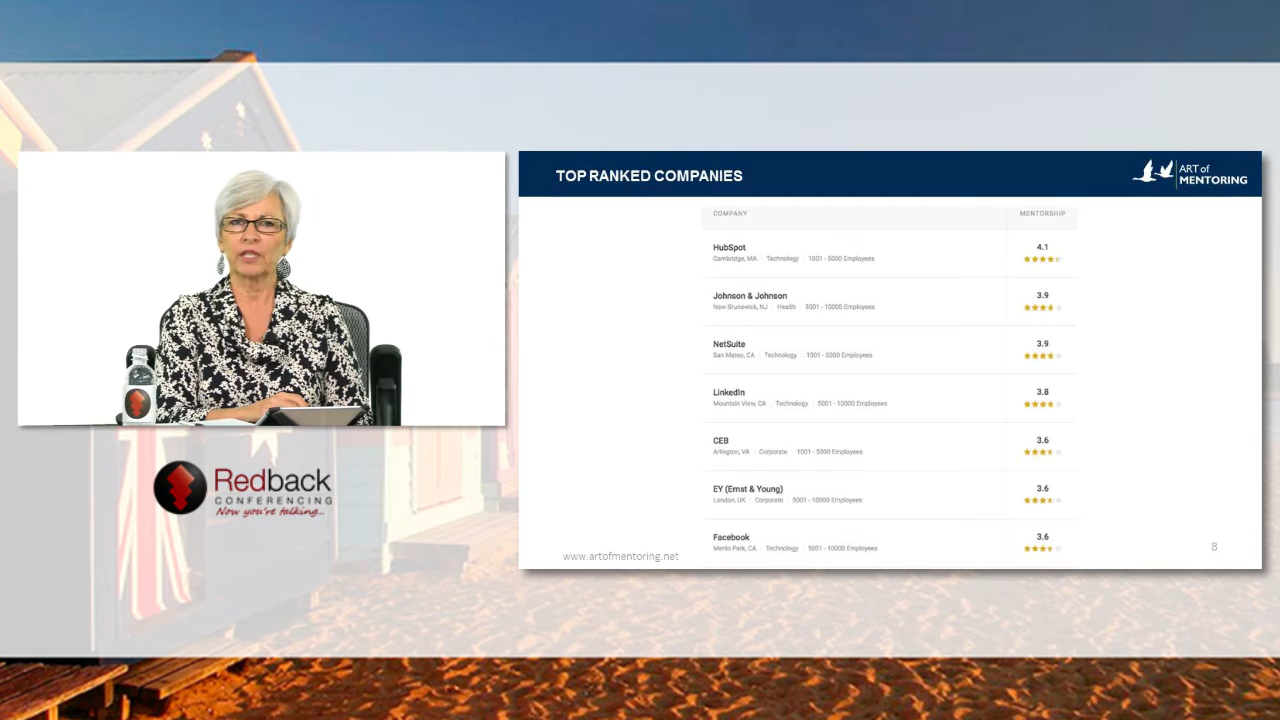 TOP RANKED COMPANIES
ART of
MENTORING
COMPANY MENTORSHIP
HubSpot 4.1
Cambridge, MA Technology 1001 - 5000 Employees
Johnson & Johnson 3.9
New Brunswick, NJ Health 5001 - 10000 Employees
NetSuite 3.9
San Mateo, CA Technology 1001 - 5000 Employees
LinkedIn 3.8
Mountain View, CA Technology 5001 - 10000 Employees
CEB 3.6
Arlington, VA Corporate 1001 - 5000 Employees
EY (Ernst & Young) 3.6
London, UK Corporate 5001 - 10000 Employees
Facebook 3.6
Menlo Park, CA Technology 5001 - 10000 Employees
www.artofmentoring.net
8
Redback
CONFERENCING
Now you're talking...